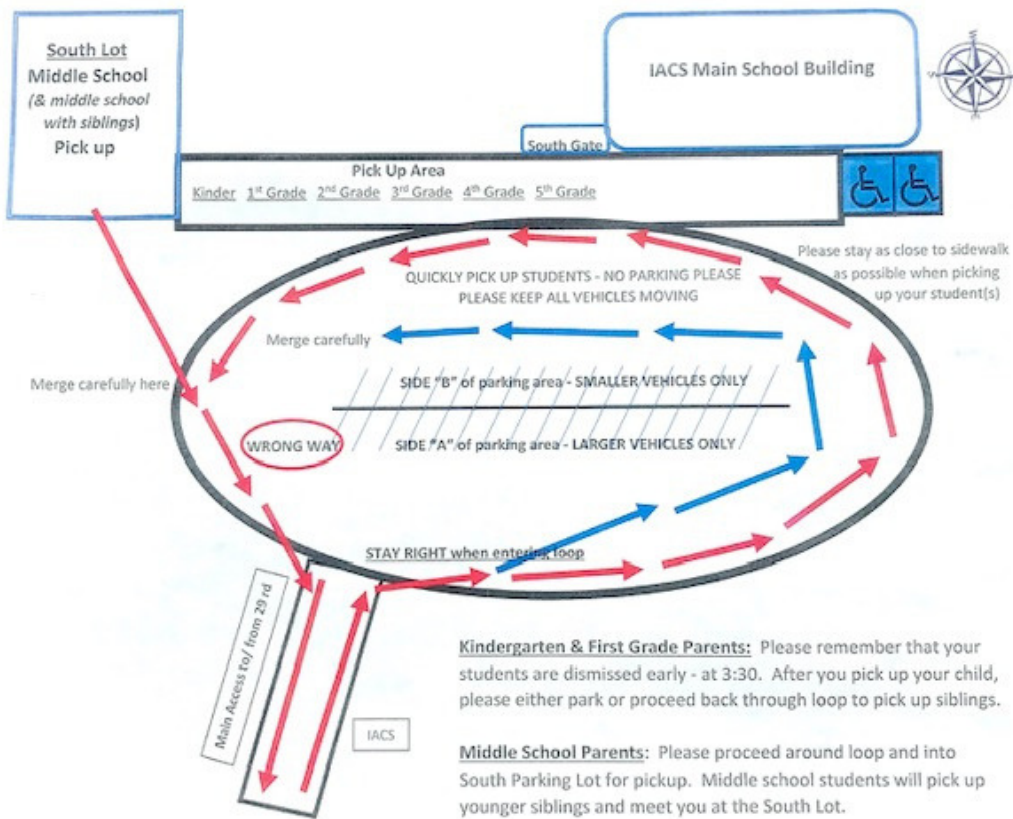 South Lot
Middle School
(& middle school
with siblings)
Pick up
IACS Main School Building
South Gate
Pick Up Area
Kinder 1st Grade 2nd Grade 3rd Grade 4th Grade 5th Grade
Please stay as close to sidewalk
as possible when picking
up your student(s)
QUICKLY PICK UP STUDENTS - NO PARKING PLEASE
PLEASE KEEP ALL VEHICLES MOVING
Merge carefully
Merge carefully here
SIDE "B" of parking area - SMALLER VEHICLES ONLY
WRONG WAY
SIDE "A" of parking area - LARGER VEHICLES ONLY
STAY RIGHT when entering loop
Main Access to/ from 29 rd
IACS
Kindergarten & First Grade Parents: Please remember that your
students are dismissed early - at 3:30. After you pick up your child,
please either park or proceed back through loop to pick up siblings.
Middle School Parents: Please proceed around loop and into
South Parking Lot for pickup. Middle school students will pick up
younger siblings and meet you at the South Lot.